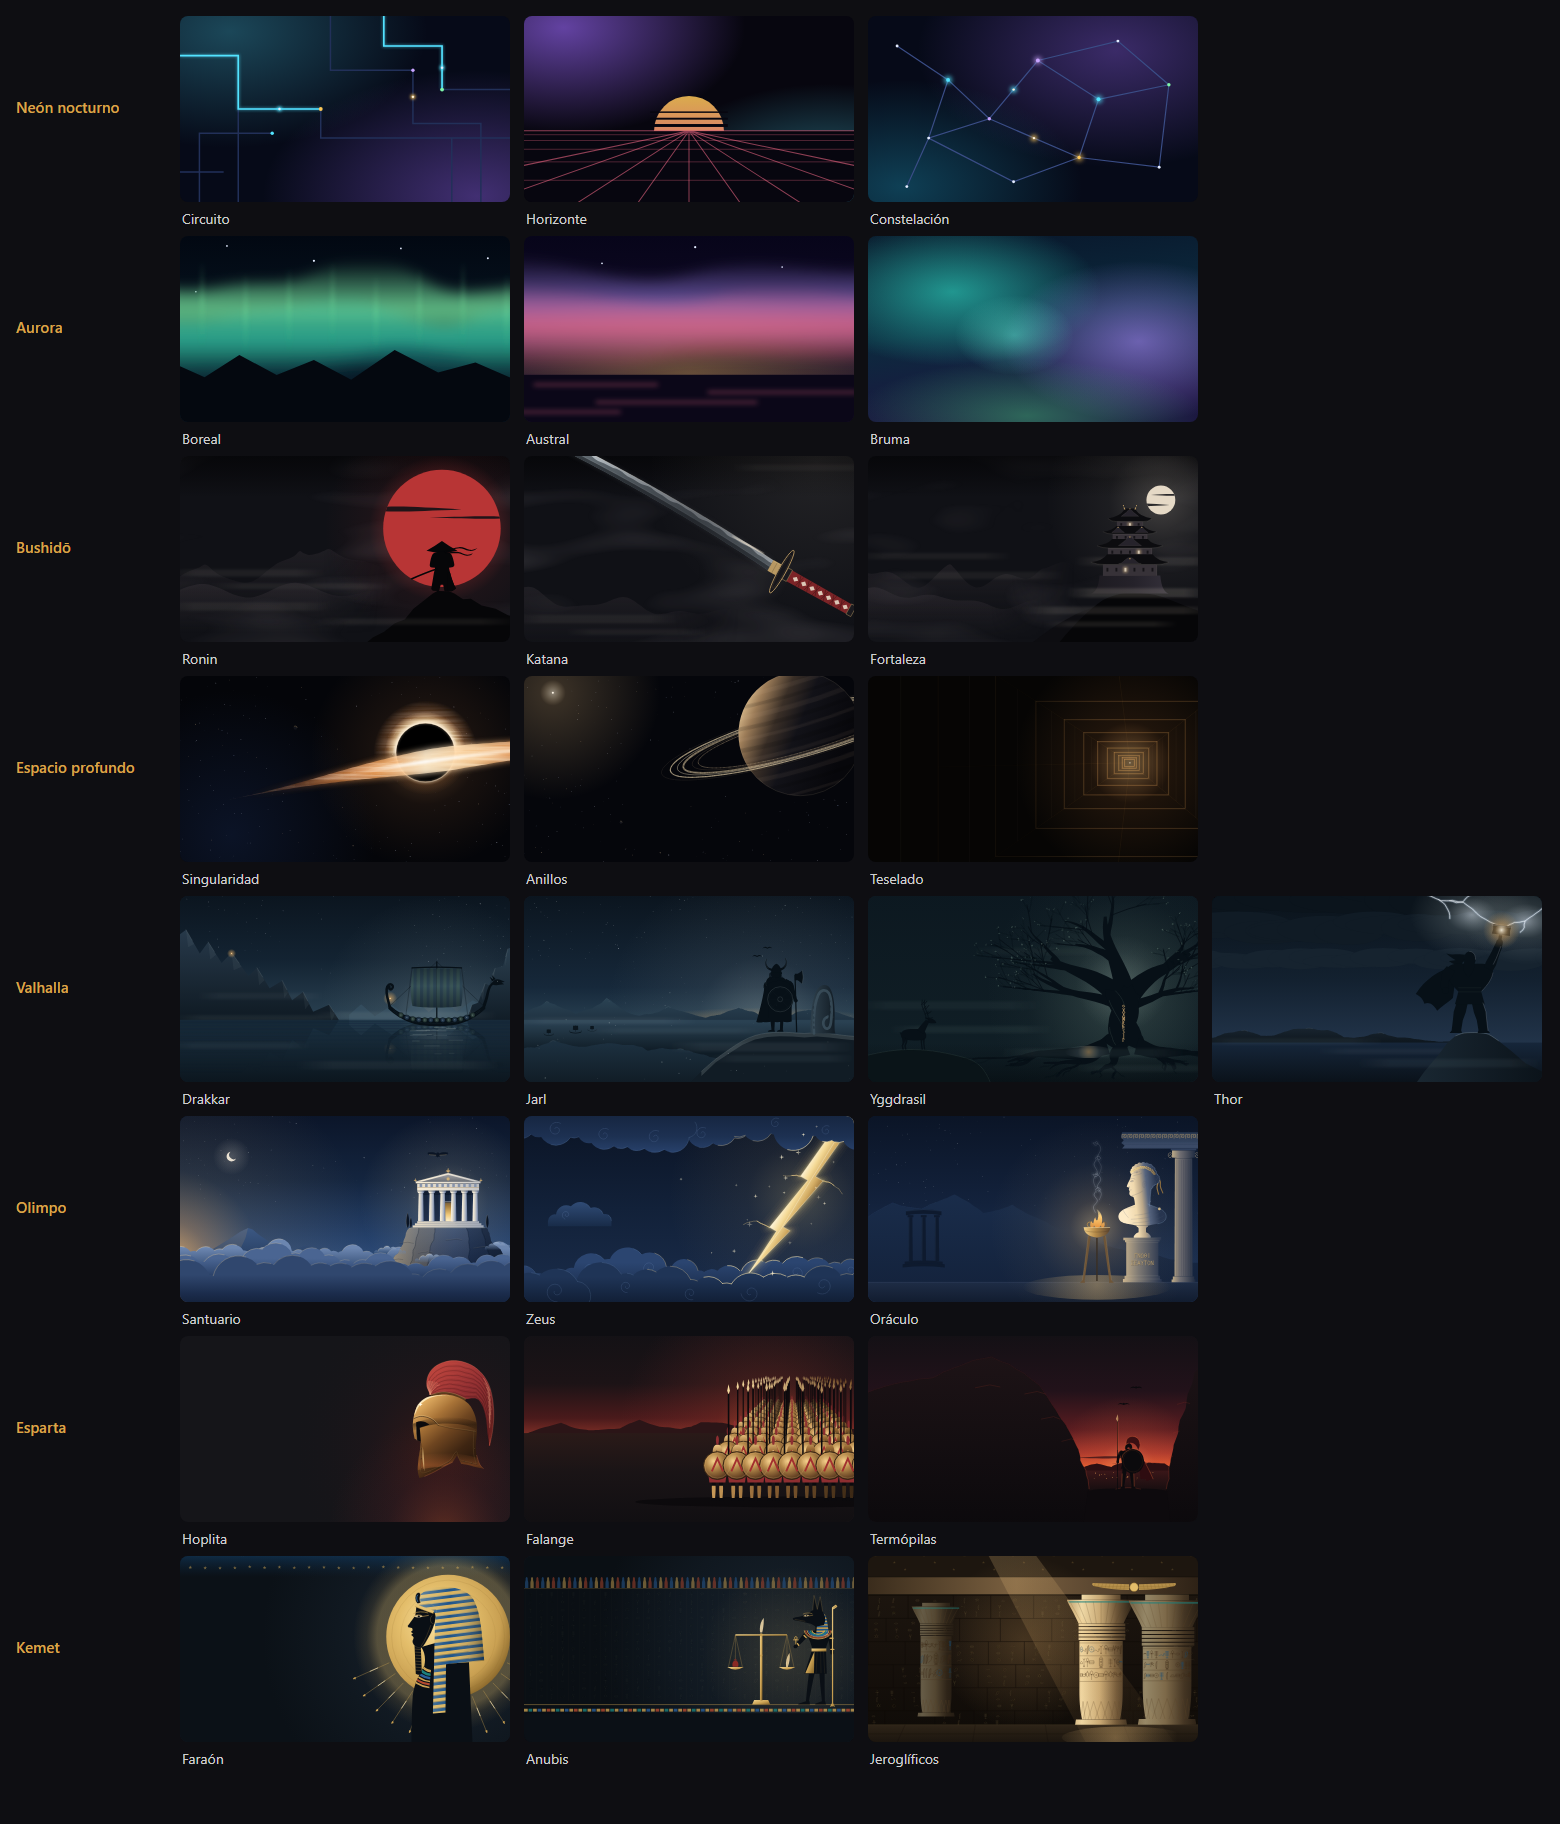 Neón nocturno
Circuito
Horizonte
Constelación
Aurora
Boreal
Austral
Bruma
Bushidō
Ronin
Katana
Fortaleza
Espacio profundo
Singularidad
Anillos
Teselado
Valhalla
Drakkar
Jarl
Yggdrasil
Thor
Olimpo
Santuario
Zeus
Oráculo
Esparta
Hoplita
Falange
Termópilas
Kemet
Faraón
Anubis
Jeroglíficos